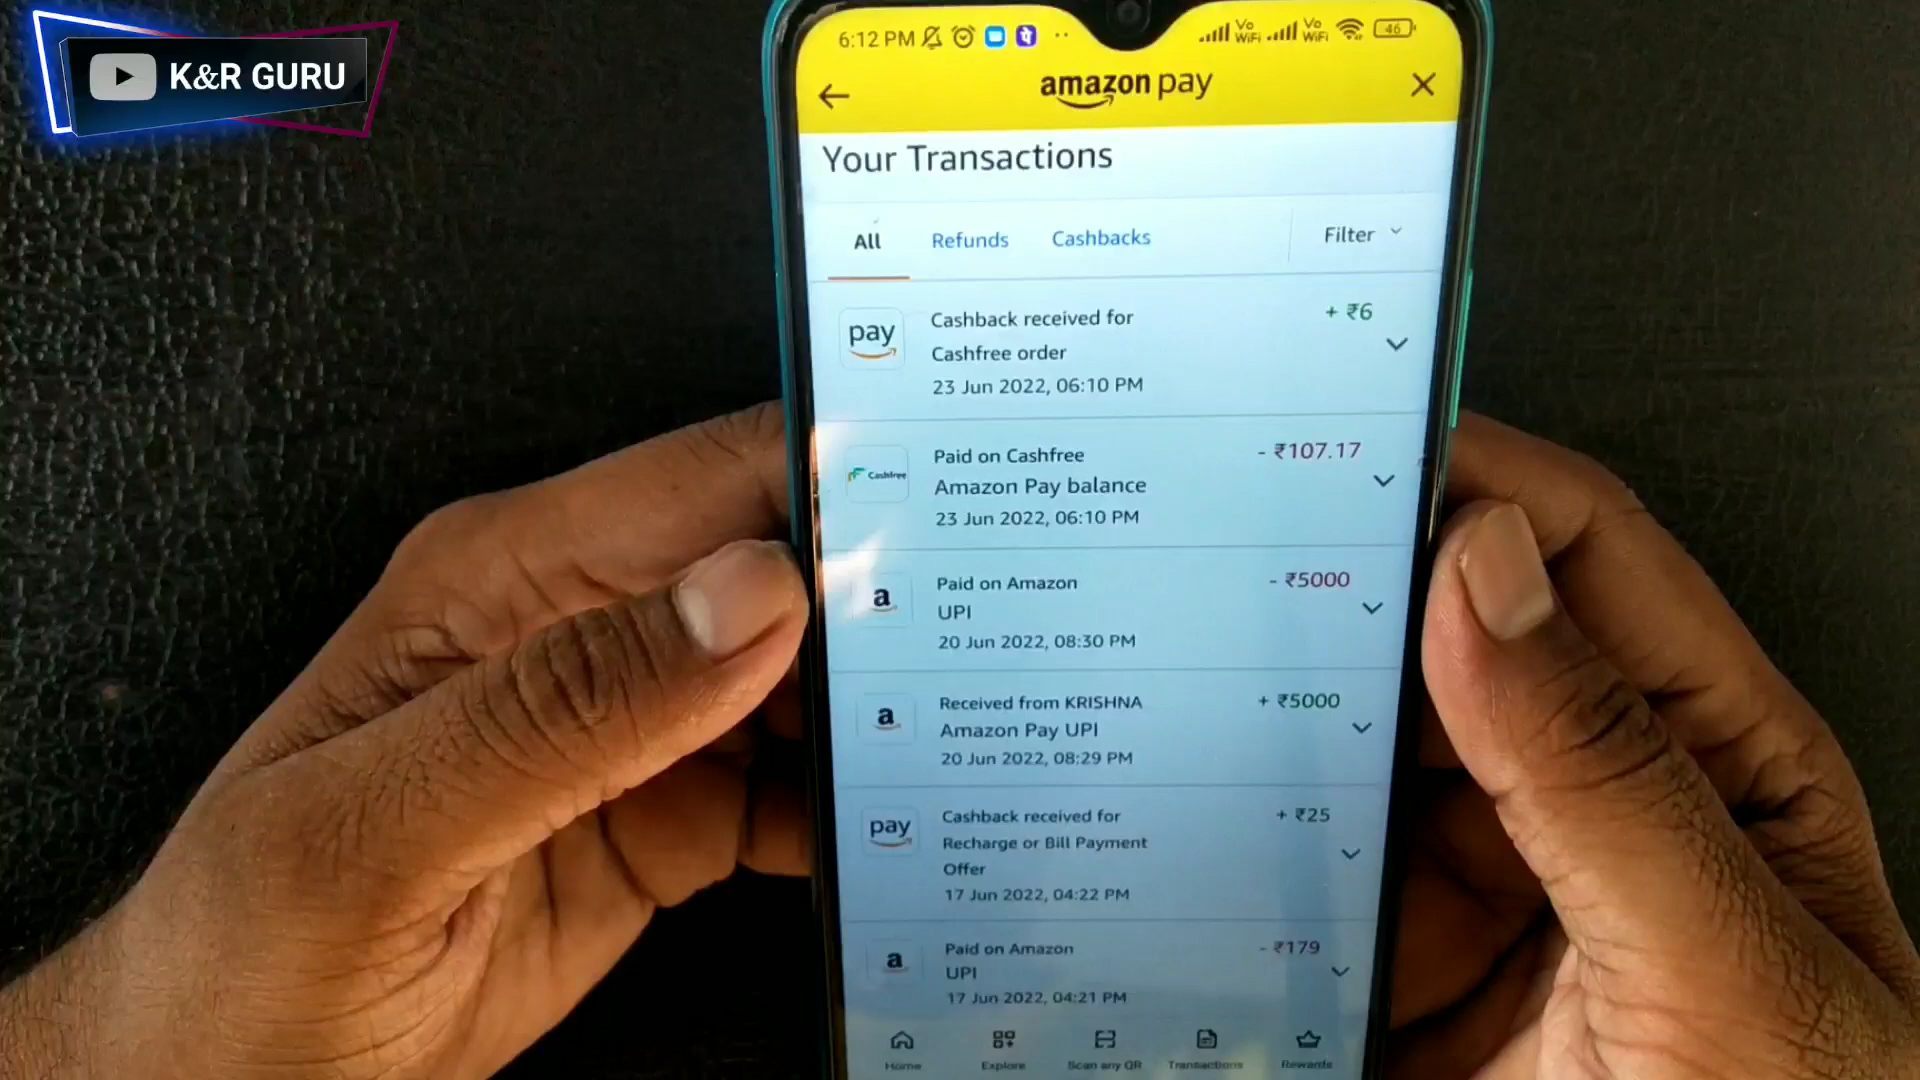 K&R GURU
6:12 PM
Vo WiFi
Vo WiFi
46
amazon pay
Your Transactions
All Refunds Cashbacks Filter
pay
Cashback received for
Cashfree order
+ ₹6
23 Jun 2022, 06:10 PM
Cashfree
Paid on Cashfree
- ₹107.17
Amazon Pay balance
23 Jun 2022, 06:10 PM
a
Paid on Amazon
- ₹5000
UPI
20 Jun 2022, 08:30 PM
a
Received from KRISHNA
+ ₹5000
Amazon Pay UPI
20 Jun 2022, 08:29 PM
pay
Cashback received for
+ ₹25
Recharge or Bill Payment
Offer
17 Jun 2022, 04:22 PM
a
Paid on Amazon
- ₹179
UPI
17 Jun 2022, 04:21 PM
Home Explore Scan any QR Transactions Rewards